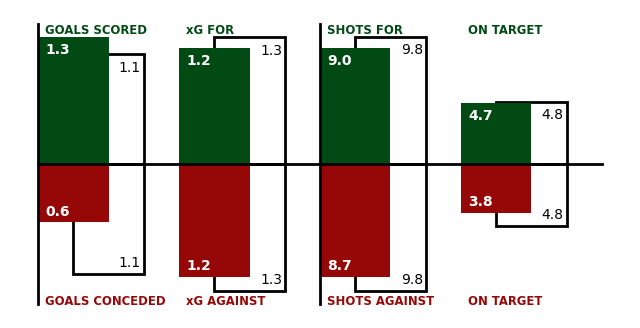 GOALS SCORED xG FOR SHOTS FOR ON TARGET
1.3 1.1 1.2 1.3 9.0 9.8 4.7 4.8
0.6 1.1 1.2 1.3 8.7 9.8 3.8 4.8
GOALS CONCEDED xG AGAINST SHOTS AGAINST ON TARGET